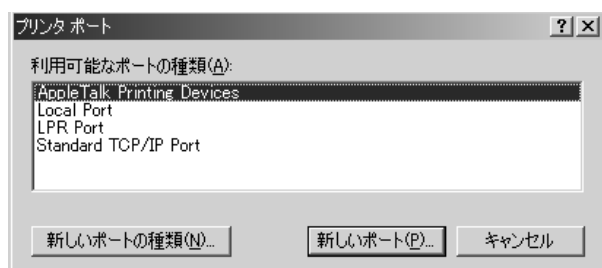 プリンタ ポート
利用可能なポートの種類(A):
AppleTalk Printing Devices
Local Port
LPR Port
Standard TCP/IP Port
新しいポートの種類(N)... 新しいポート(P)... キャンセル